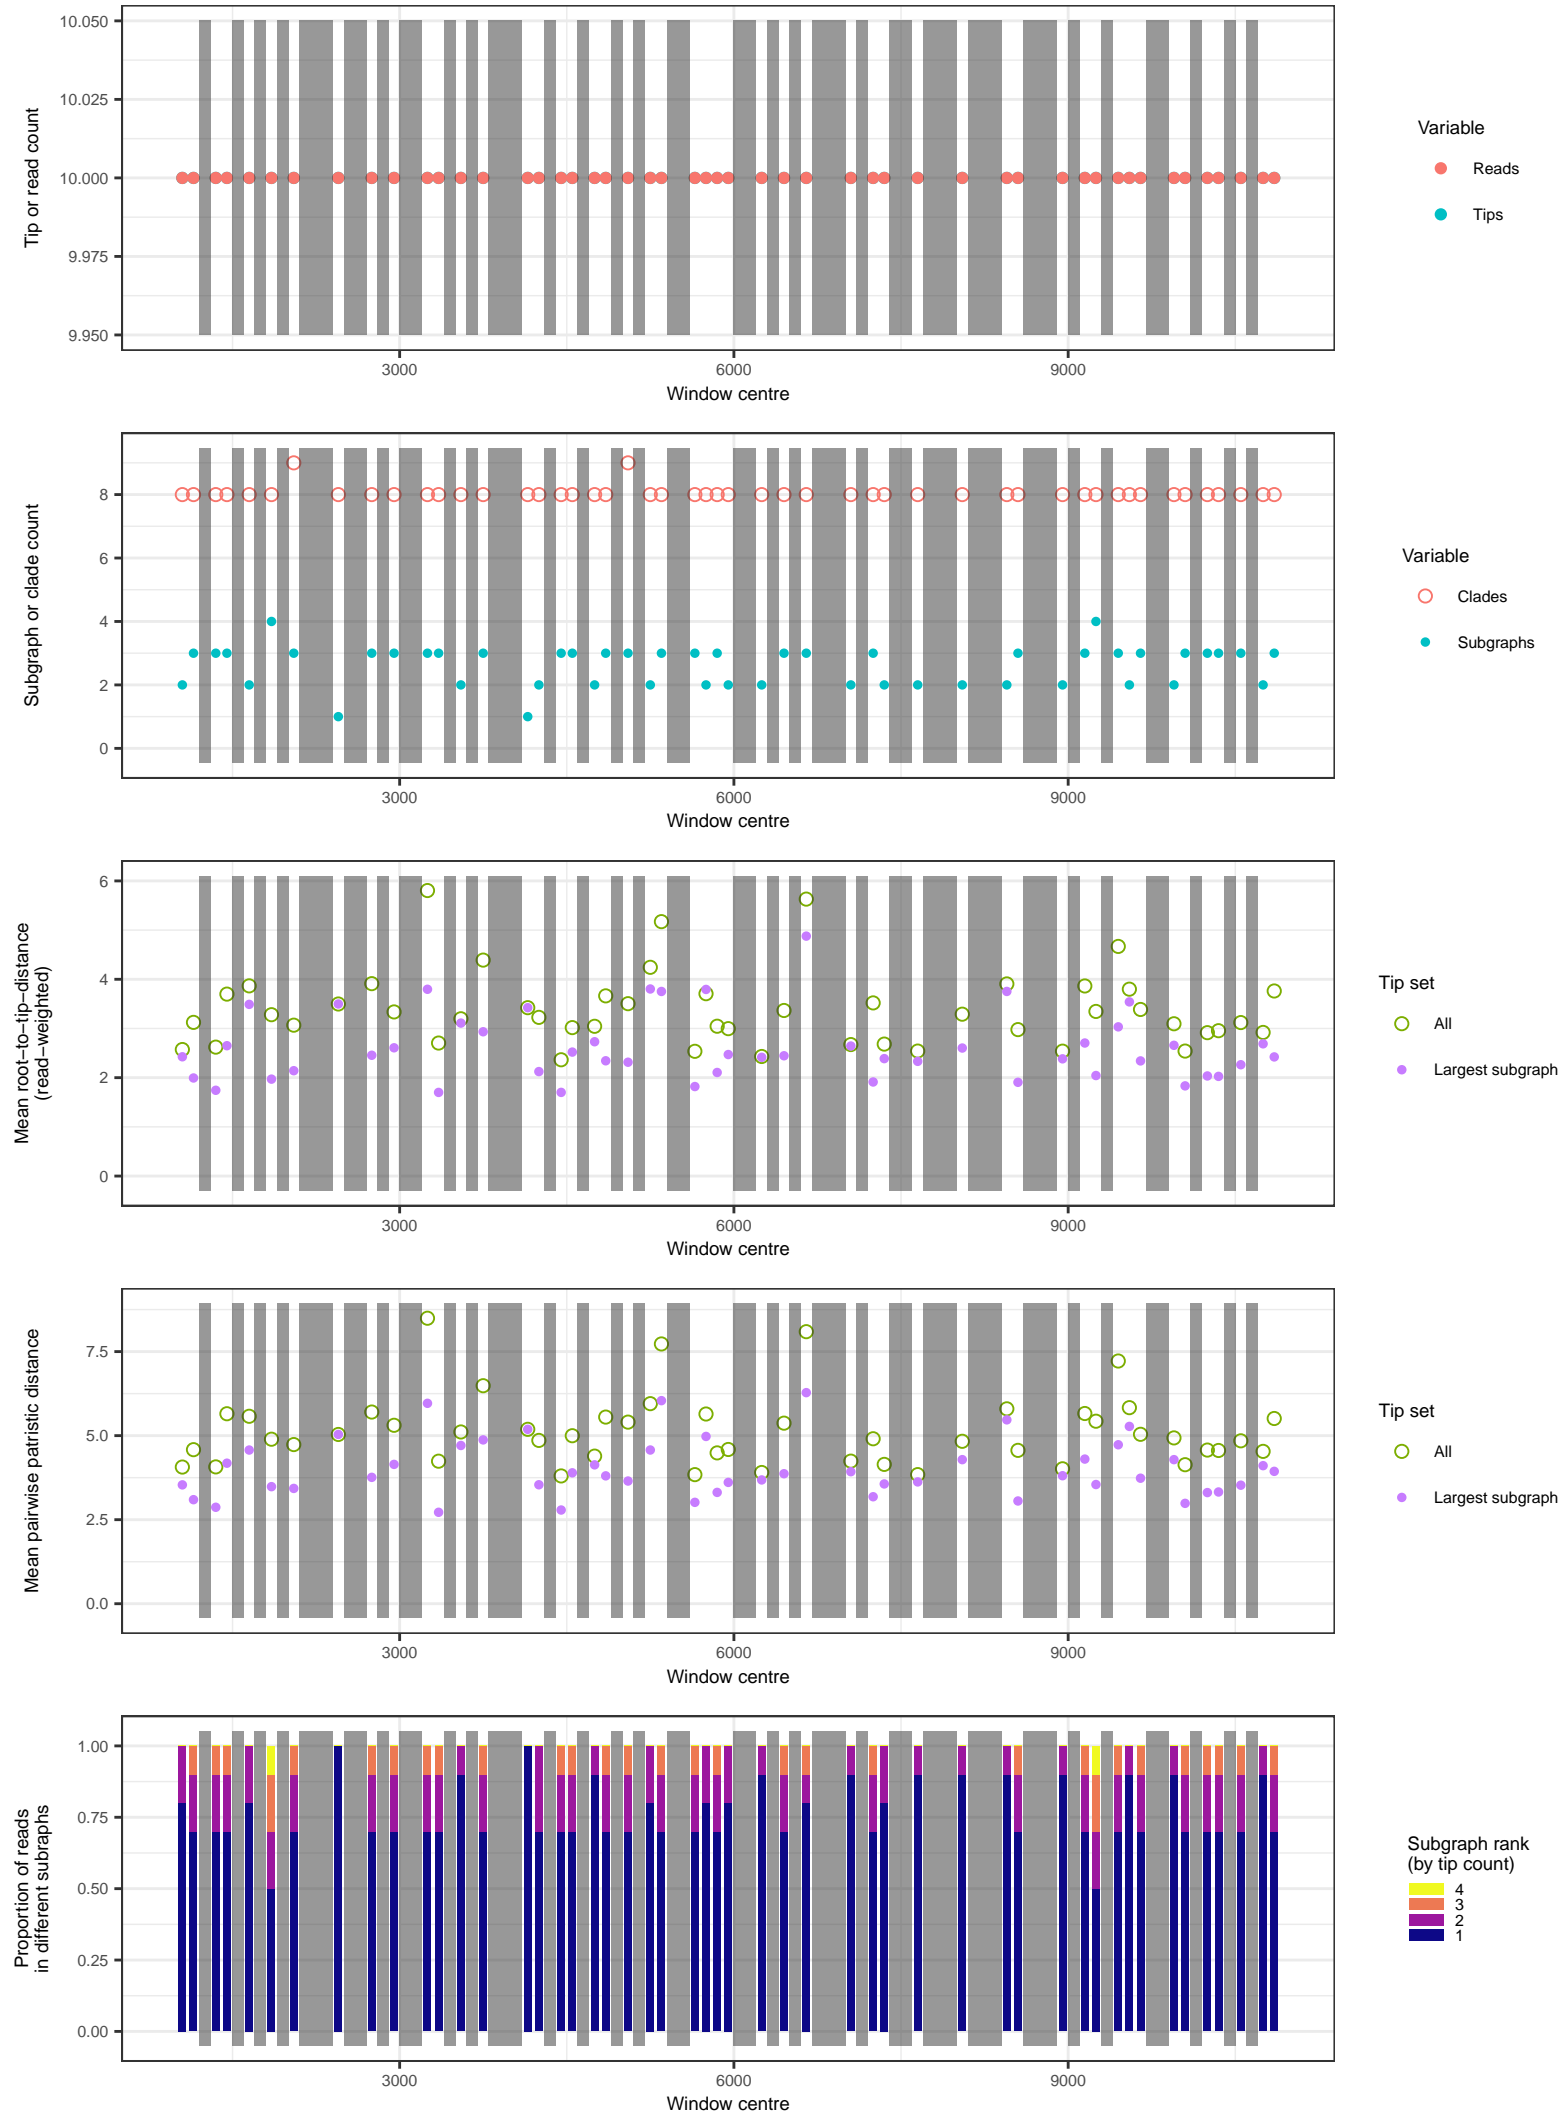 10.050
10.025
10.000
9.975
9.950
Tip or read count
3000 6000 9000
Window centre
Variable
Reads
Tips
8
6
4
2
0
Subgraph or clade count
3000 6000 9000
Window centre
Variable
Clades
Subgraphs
6
4
2
0
Mean root−to−tip−distance
(read−weighted)
3000 6000 9000
Window centre
Tip set
All
Largest subgraph
7.5
5.0
2.5
0.0
Mean pairwise patristic distance
3000 6000 9000
Window centre
Tip set
All
Largest subgraph
1.00
0.75
0.50
0.25
0.00
Proportion of reads
in different subraphs
3000 6000 9000
Window centre
Subgraph rank
(by tip count)
4
3
2
1